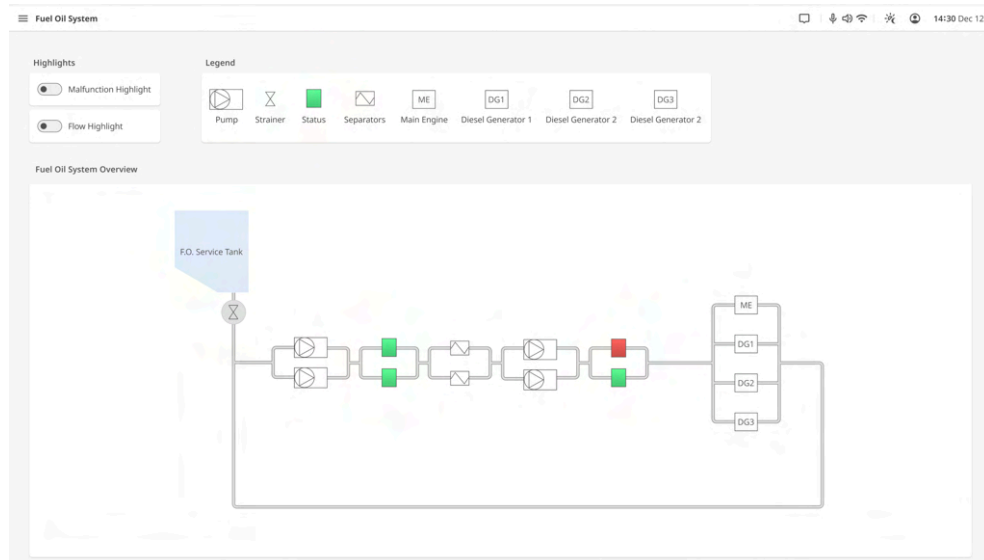 Fuel Oil System
14:30 Dec 12
Highlights
Malfunction Highlight
Flow Highlight
Legend
ME
DG1
DG2
DG3
Pump
Strainer
Status
Separators
Main Engine
Diesel Generator 1
Diesel Generator 2
Diesel Generator 2
Fuel Oil System Overview
F.O. Service Tank
ME
DG1
DG2
DG3